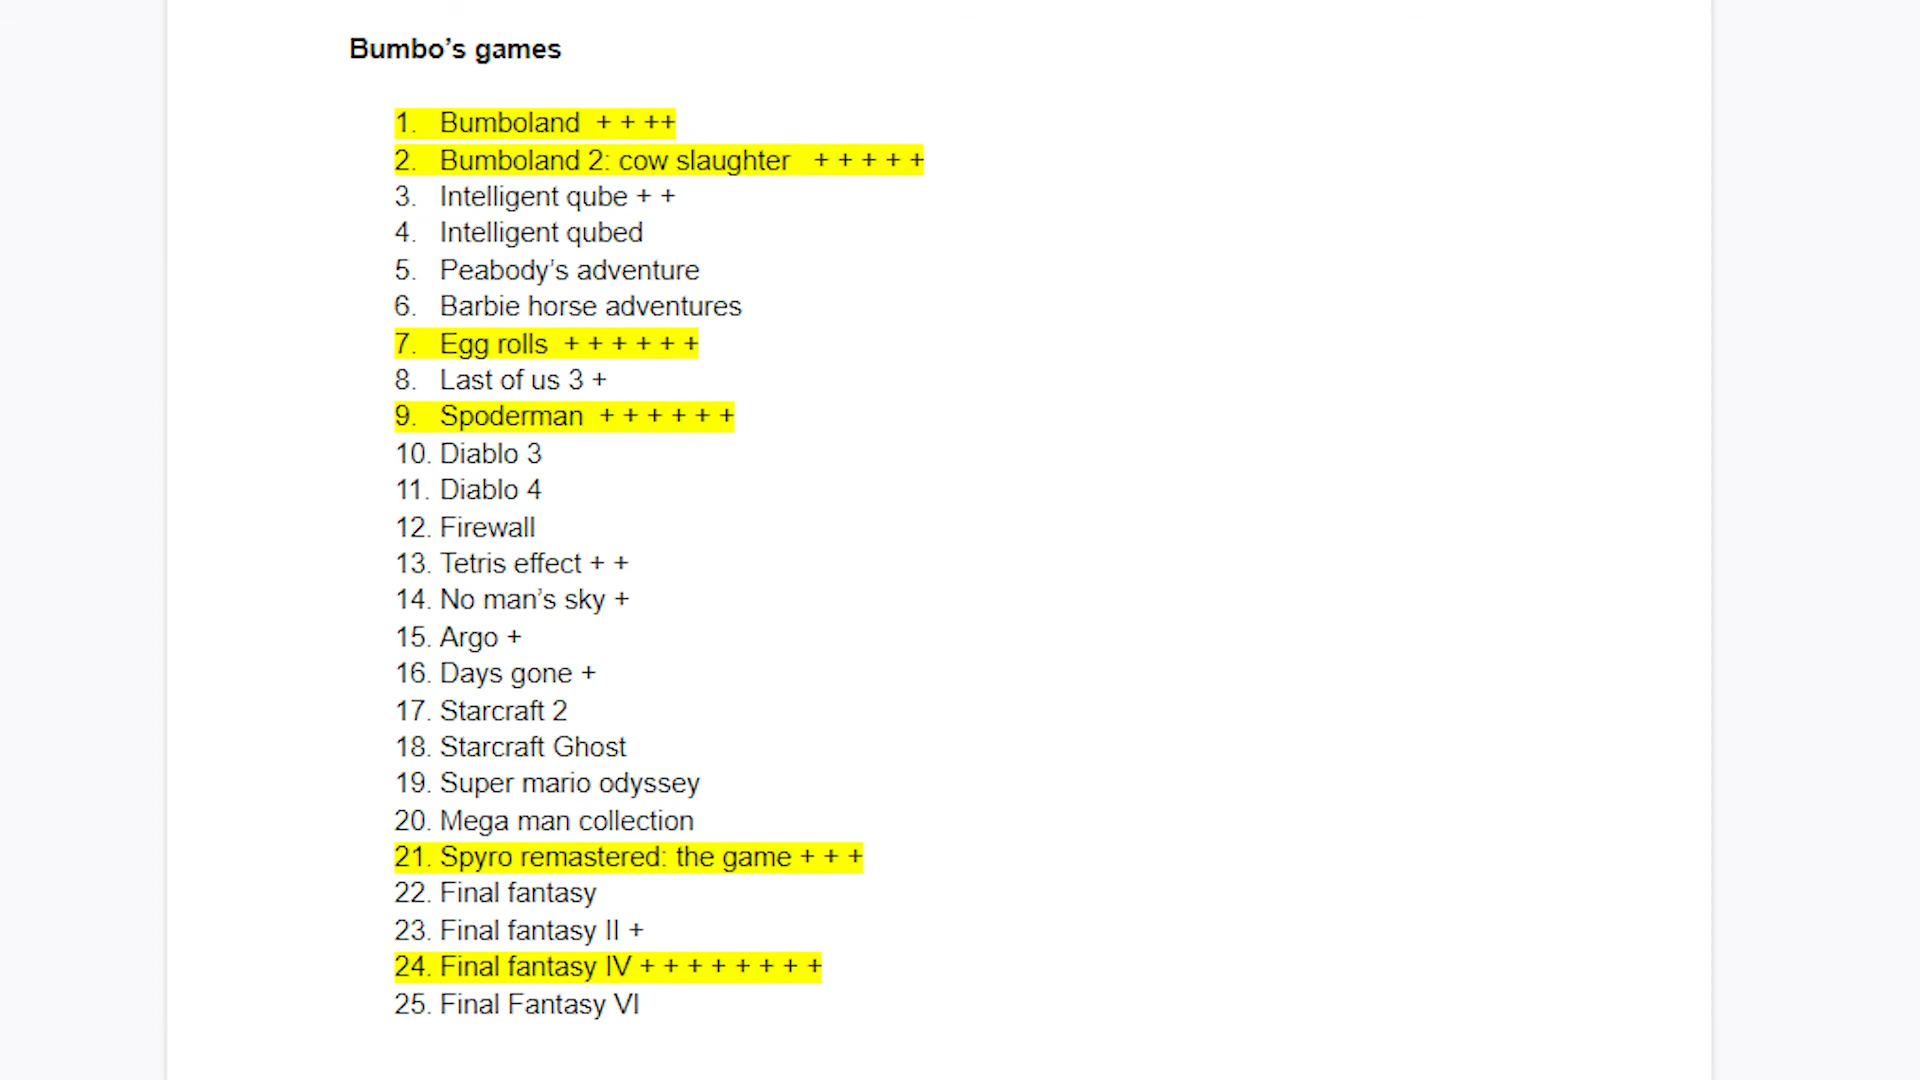 Bumbo’s games
1. Bumboland + + ++
2. Bumboland 2: cow slaughter + + + + +
3. Intelligent qube + +
4. Intelligent qubed
5. Peabody’s adventure
6. Barbie horse adventures
7. Egg rolls + + + + + +
8. Last of us 3 +
9. Spoderman + + + + + +
10. Diablo 3
11. Diablo 4
12. Firewall
13. Tetris effect + +
14. No man’s sky +
15. Argo +
16. Days gone +
17. Starcraft 2
18. Starcraft Ghost
19. Super mario odyssey
20. Mega man collection
21. Spyro remastered: the game + + +
22. Final fantasy
23. Final fantasy II +
24. Final fantasy IV + + + + + + + +
25. Final Fantasy VI